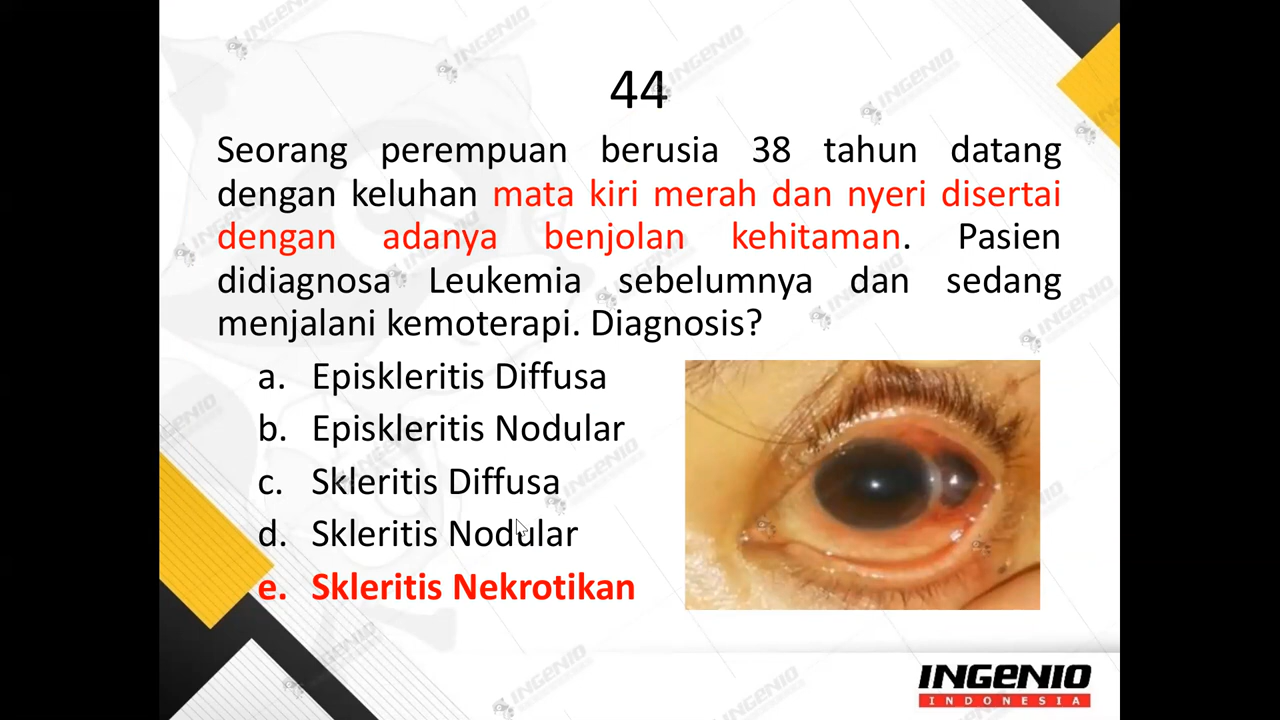 44
Seorang perempuan berusia 38 tahun datang
dengan keluhan mata kiri merah dan nyeri disertai
dengan adanya benjolan kehitaman. Pasien
didiagnosa Leukemia sebelumnya dan sedang
menjalani kemoterapi. Diagnosis?
a. Episkleritis Diffusa
b. Episkleritis Nodular
c. Skleritis Diffusa
d. Skleritis Nodular
e. Skleritis Nekrotikan
INGENIO
INDONESIA